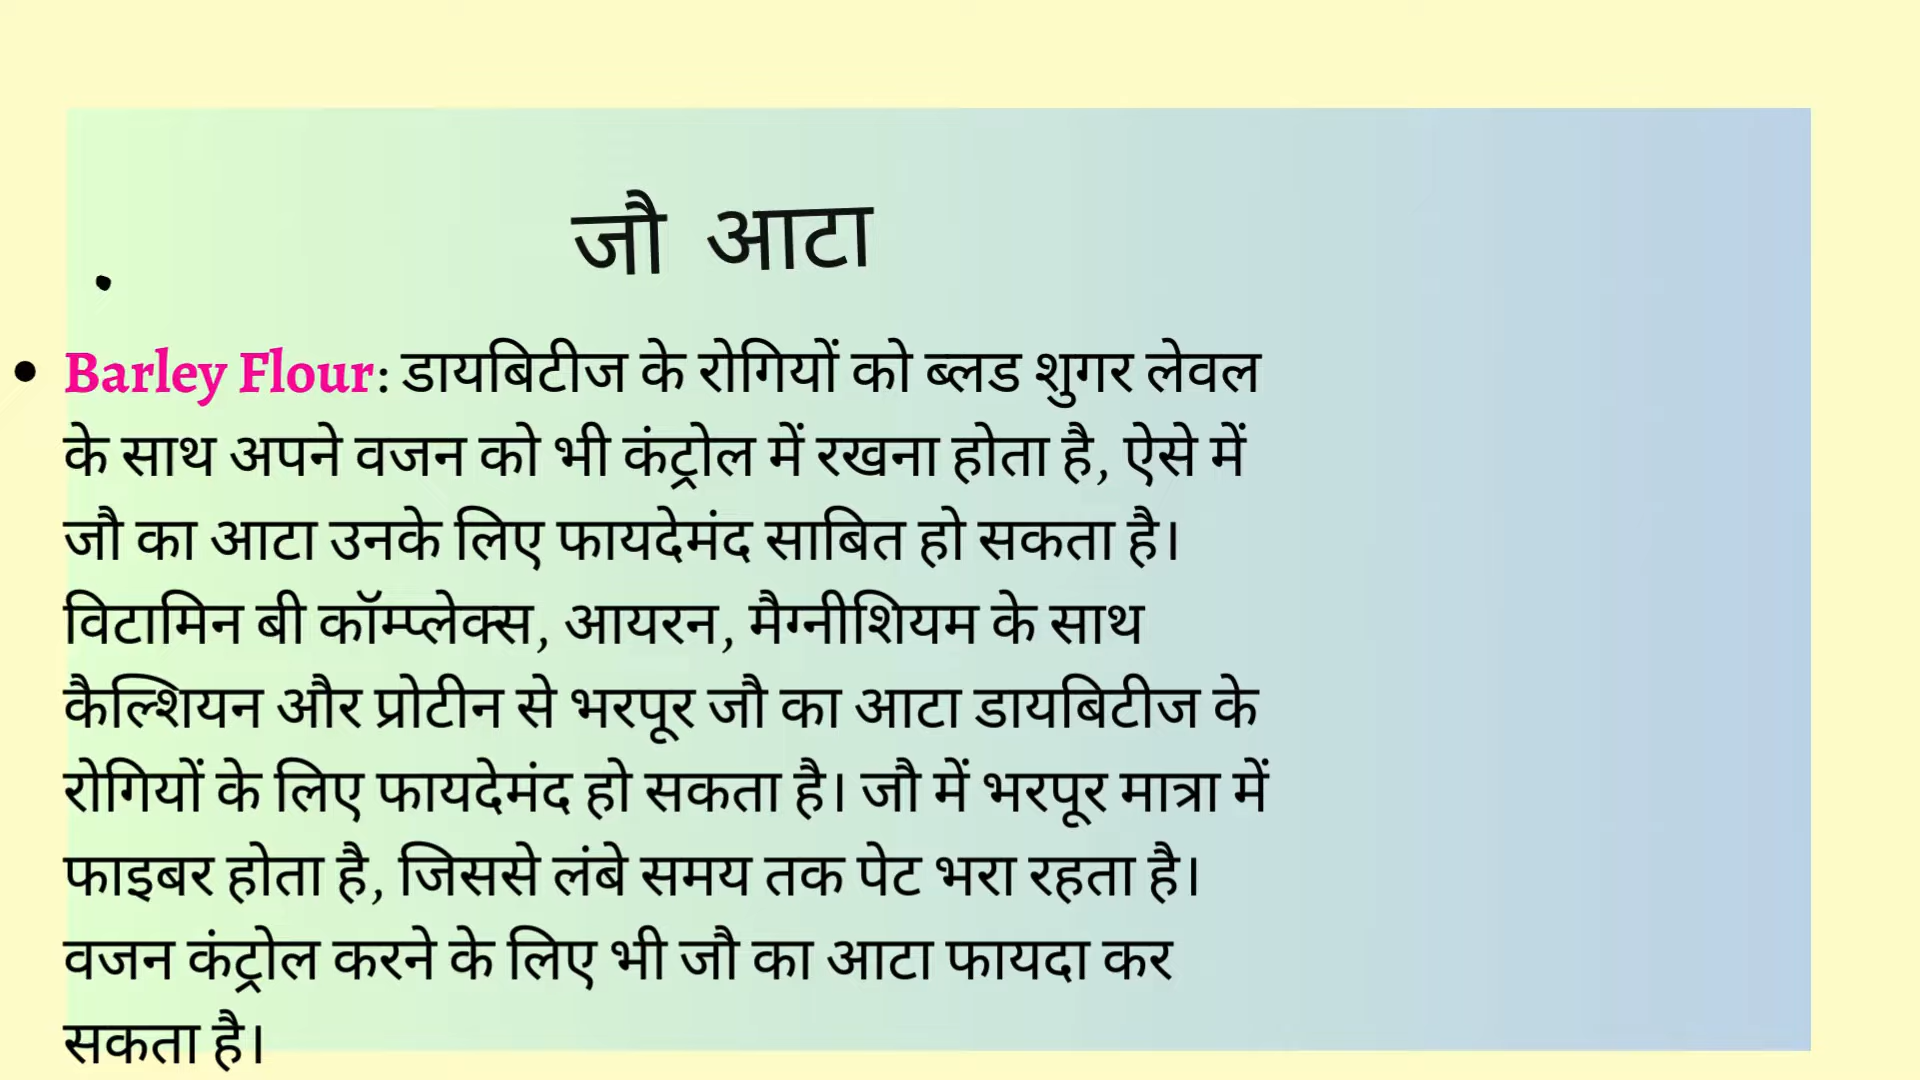 जौ आटा
• Barley Flour: डायबिटीज के रोगियों को ब्लड शुगर लेवल
के साथ अपने वजन को भी कंट्रोल में रखना होता है, ऐसे में
जौ का आटा उनके लिए फायदेमंद साबित हो सकता है।
विटामिन बी कॉम्प्लेक्स, आयरन, मैग्नीशियम के साथ
कैल्शियन और प्रोटीन से भरपूर जौ का आटा डायबिटीज के
रोगियों के लिए फायदेमंद हो सकता है। जौ में भरपूर मात्रा में
फाइबर होता है, जिससे लंबे समय तक पेट भरा रहता है।
वजन कंट्रोल करने के लिए भी जौ का आटा फायदा कर
सकता है।